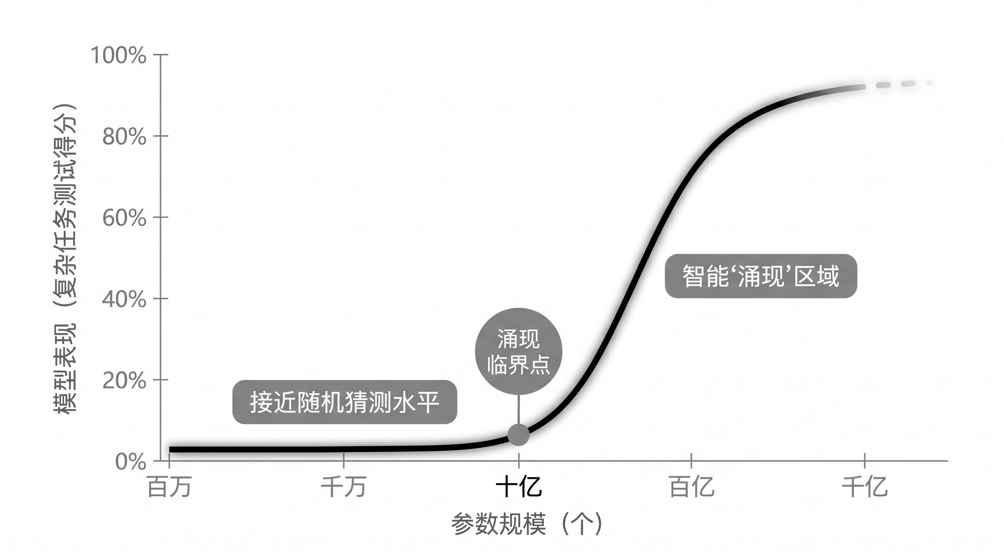 100%
80%
60%
40%
20%
0%
模型表现（复杂任务测试得分）
接近随机猜测水平
涌现
临界点
智能‘涌现’区域
百万
千万
十亿
百亿
千亿
参数规模（个）